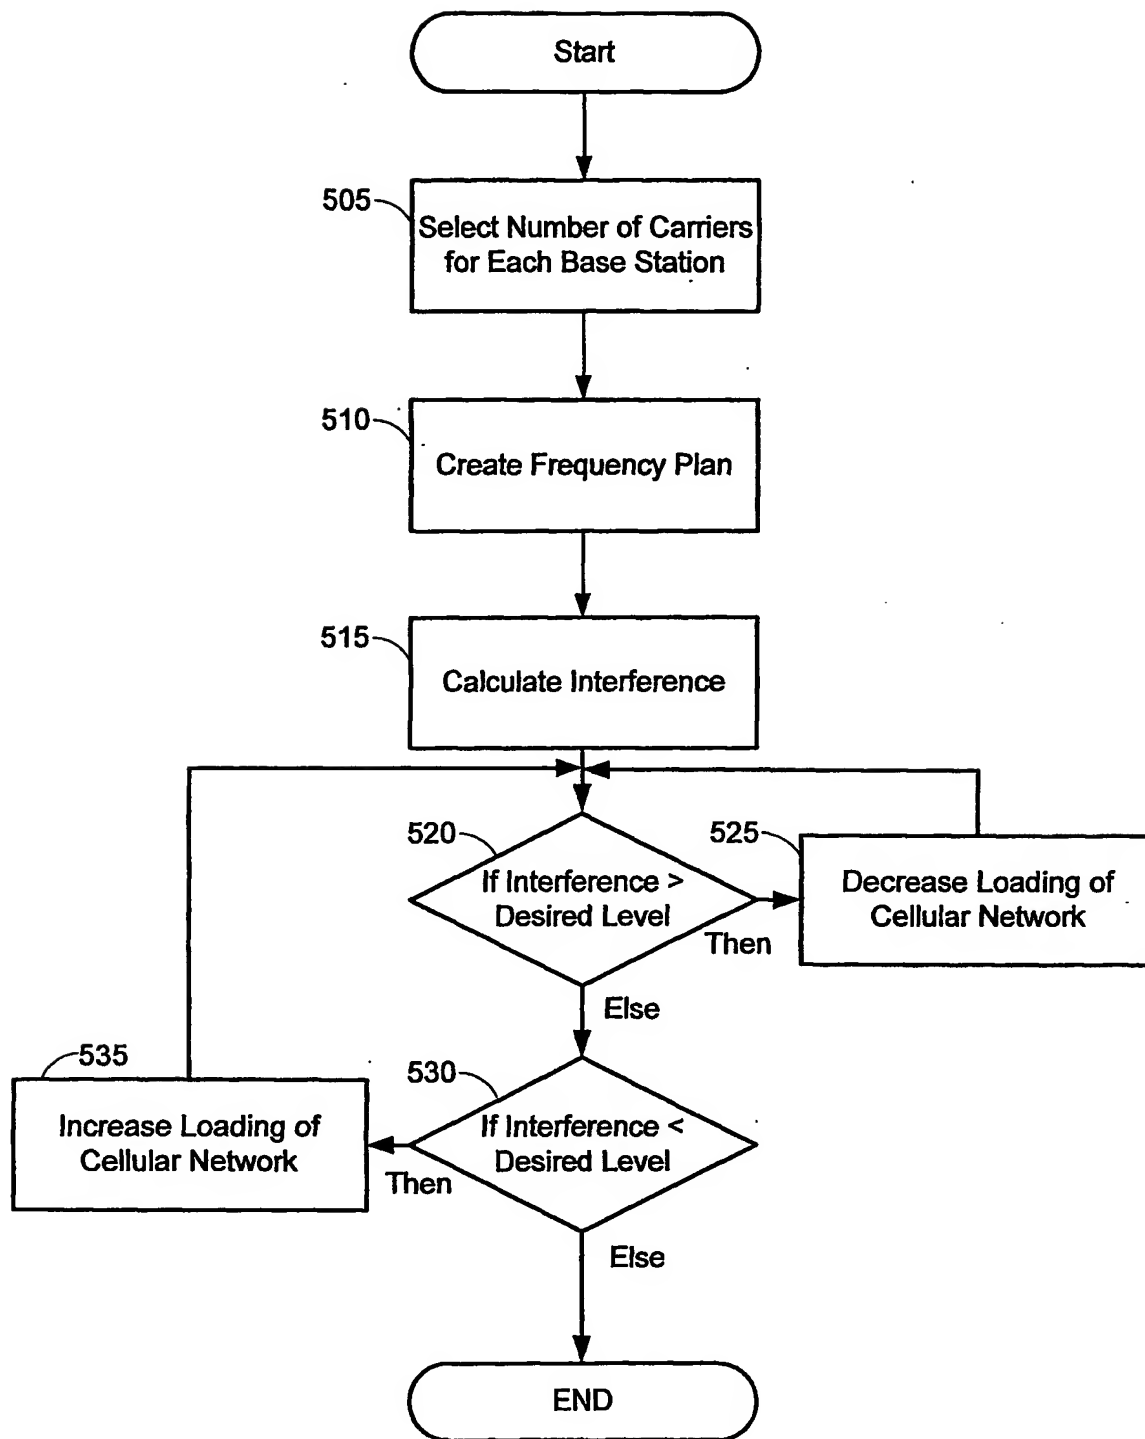 Start
505
Select Number of Carriers
for Each Base Station
510
Create Frequency Plan
515
Calculate Interference
520
If Interference >
Desired Level
Then
525
Decrease Loading of
Cellular Network
Else
535
Increase Loading of
Cellular Network
530
If Interference <
Desired Level
Then
Else
END